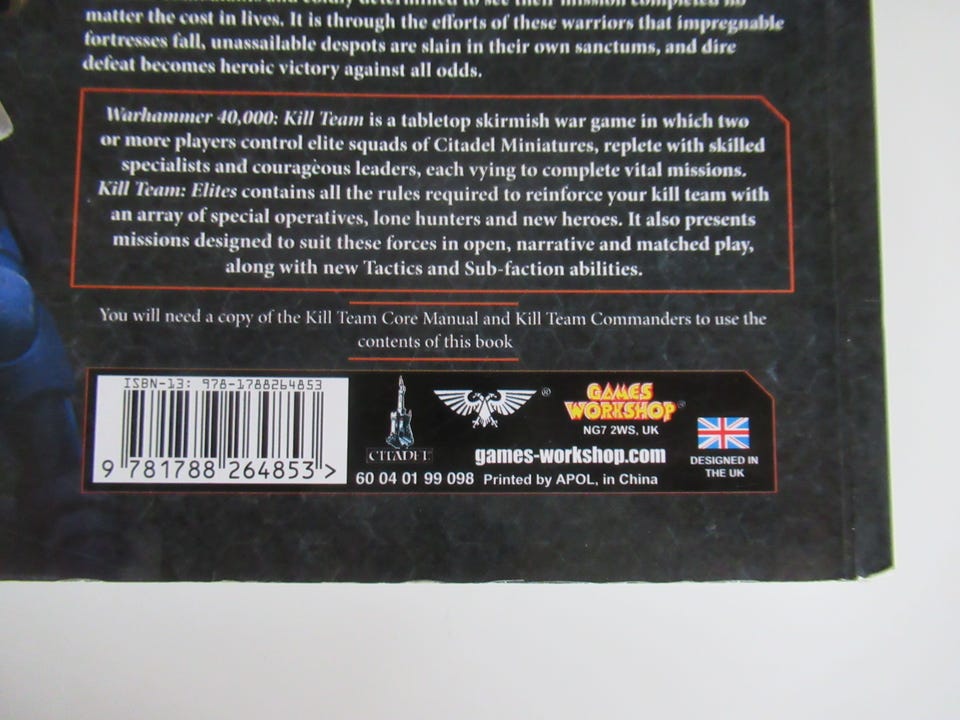 matter the cost in lives. It is through the efforts of these warriors that impregnable
fortresses fall, unassailable despots are slain in their own sanctums, and dire
defeat becomes heroic victory against all odds.
Warhammer 40,000: Kill Team is a tabletop skirmish war game in which two
or more players control elite squads of Citadel Miniatures, replete with skilled
specialists and courageous leaders, each vying to complete vital missions.
Kill Team: Elites contains all the rules required to reinforce your kill team with
an array of special operatives, lone hunters and new heroes. It also presents
missions designed to suit these forces in open, narrative and matched play,
along with new Tactics and Sub-faction abilities.
You will need a copy of the Kill Team Core Manual and Kill Team Commanders to use the
contents of this book
ISBN-13: 978-1788264853
9 781788 264853 >
CITADEL
®
GAMES
WORKSHOP®
NG7 2WS, UK
games-workshop.com
60 04 01 99 098 Printed by APOL, in China
DESIGNED IN
THE UK